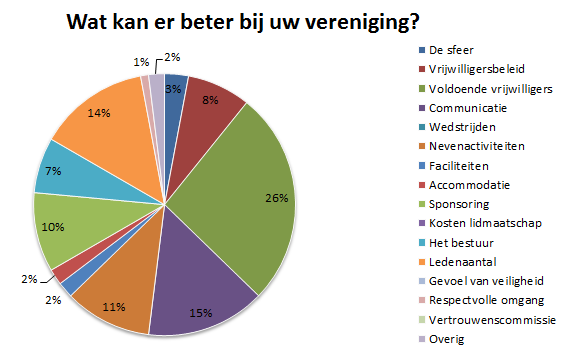 Wat kan er beter bij uw vereniging?
1%
2%
3%
8%
14%
7%
26%
10%
2%
2%
11%
15%
De sfeer
Vrijwilligersbeleid
Voldoende vrijwilligers
Communicatie
Wedstrijden
Nevenactiviteiten
Faciliteiten
Accommodatie
Sponsoring
Kosten lidmaatschap
Het bestuur
Ledenaantal
Gevoel van veiligheid
Respectvolle omgang
Vertrouwenscommissie
Overig